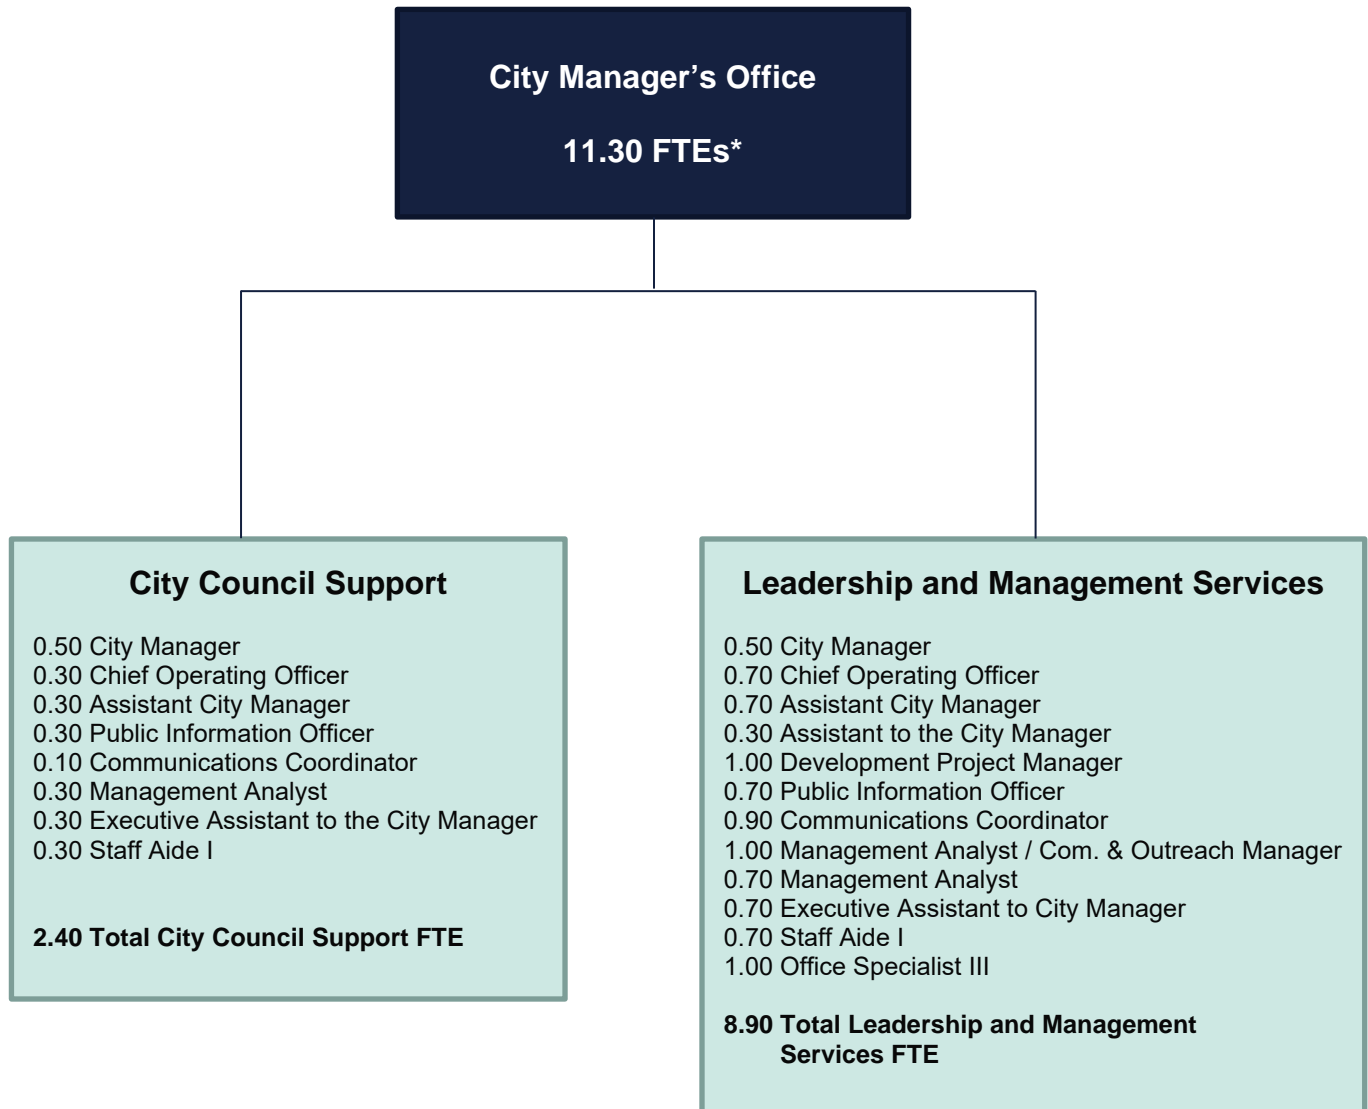 City Manager’s Office
11.30 FTEs*
City Council Support
0.50 City Manager
0.30 Chief Operating Officer
0.30 Assistant City Manager
0.30 Public Information Officer
0.10 Communications Coordinator
0.30 Management Analyst
0.30 Executive Assistant to the City Manager
0.30 Staff Aide I
2.40 Total City Council Support FTE
Leadership and Management Services
0.50 City Manager
0.70 Chief Operating Officer
0.70 Assistant City Manager
0.30 Assistant to the City Manager
1.00 Development Project Manager
0.70 Public Information Officer
0.90 Communications Coordinator
1.00 Management Analyst / Com. & Outreach Manager
0.70 Management Analyst
0.70 Executive Assistant to City Manager
0.70 Staff Aide I
1.00 Office Specialist III
8.90 Total Leadership and Management
Services FTE